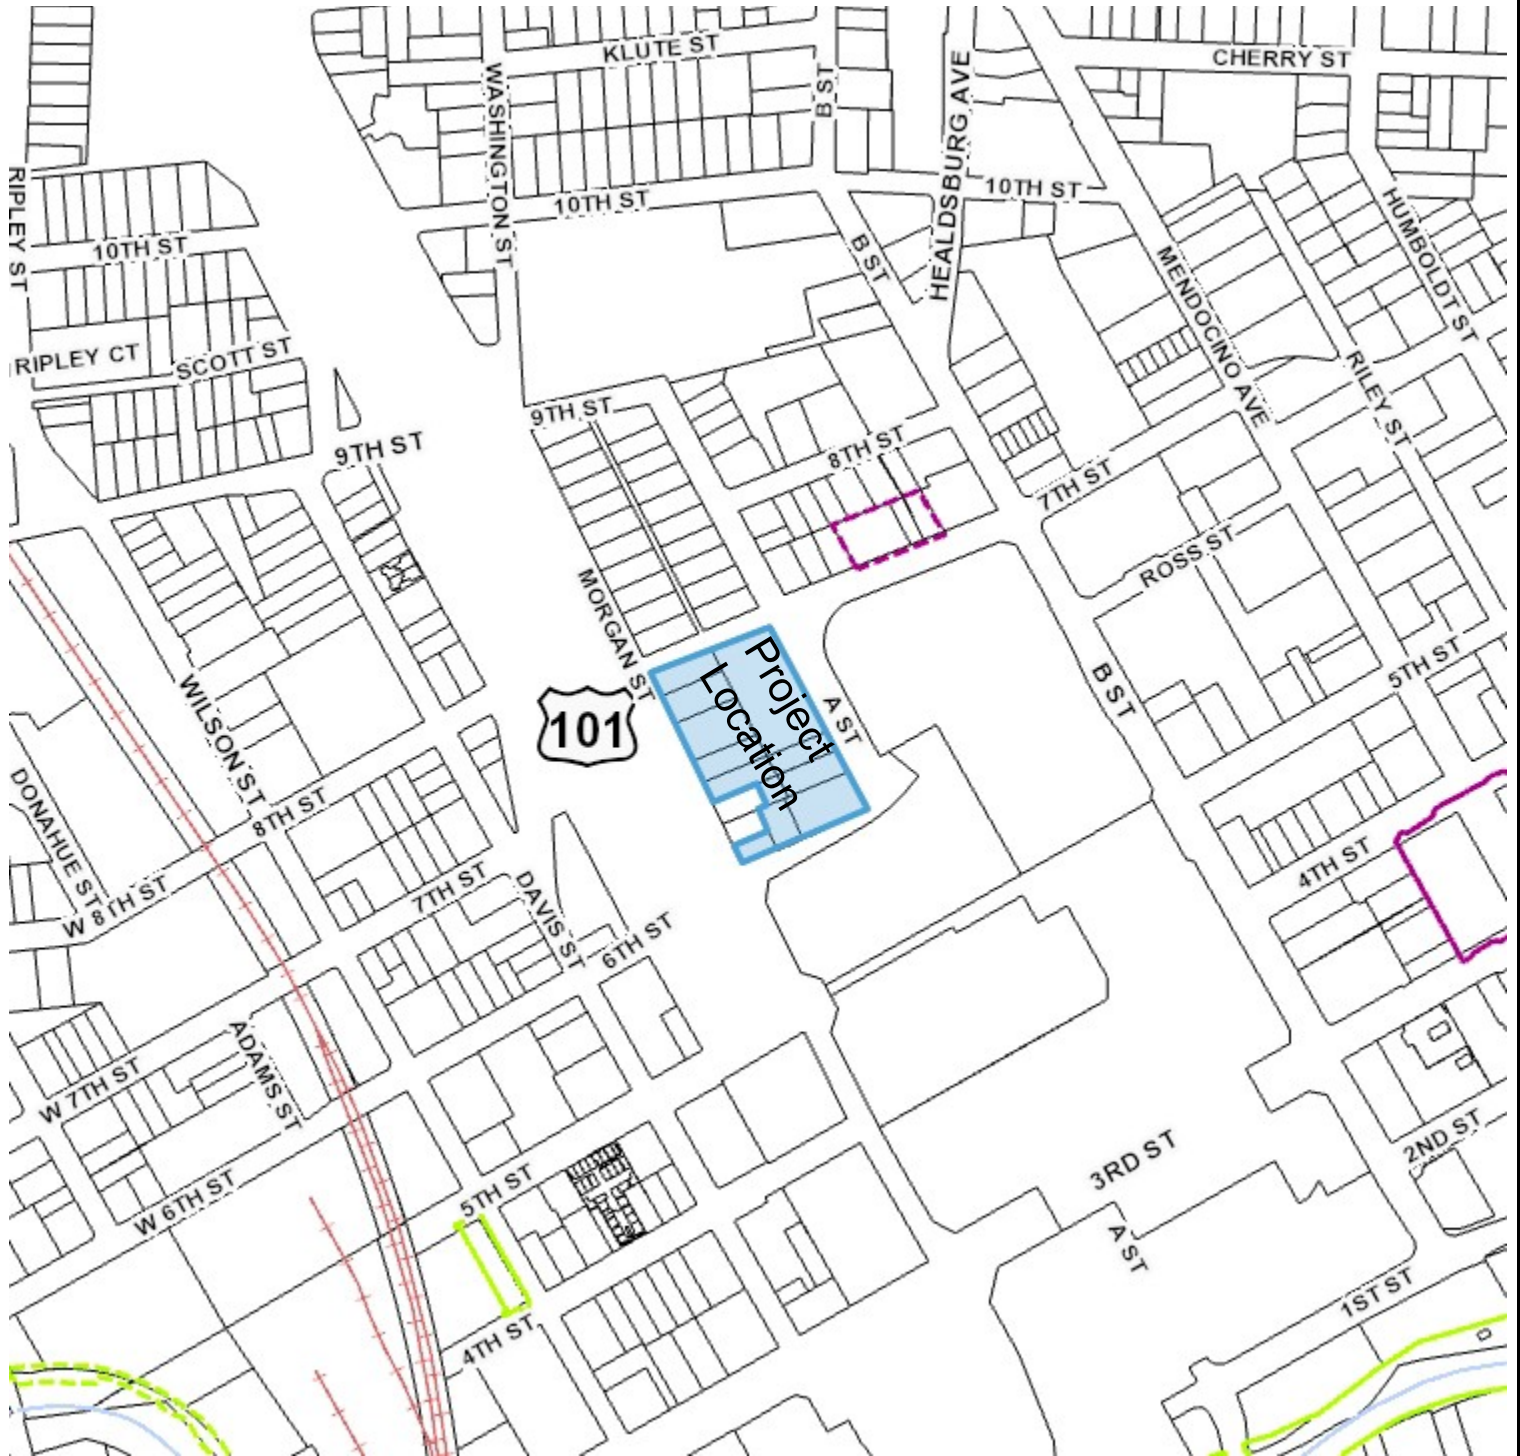 KLUTE ST
CHERRY ST
WASHINGTON ST
B ST
HEALDSBURG AVE
RIPLEY ST
10TH ST
10TH ST
10TH ST
HUMBOLDT ST
B ST
MENDOCINO AVE
RIPLEY CT
SCOTT ST
RILEY ST
9TH ST
9TH ST
8TH ST
7TH ST
ROSS ST
MORGAN ST
Project
Location
A ST
B ST
5TH ST
101
WILSON ST
DONAHUE ST
8TH ST
4TH ST
W 8TH ST
7TH ST
DAVIS ST
6TH ST
ADAMS ST
W 7TH ST
2ND ST
3RD ST
W 6TH ST
5TH ST
A ST
1ST ST
4TH ST